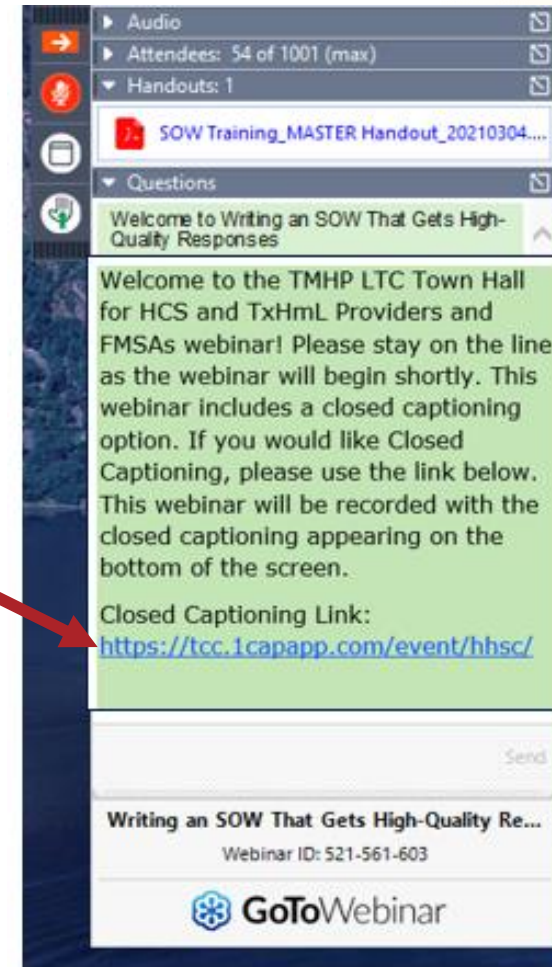 Audio
Attendees: 54 of 1001 (max)
Handouts: 1
SOW Training_MASTER Handout_20210304....
Questions
Welcome to Writing an SOW That Gets High-
Quality Responses
Welcome to the TMHP LTC Town Hall
for HCS and TxHmL Providers and
FMSAs webinar! Please stay on the line
as the webinar will begin shortly. This
webinar includes a closed captioning
option. If you would like Closed
Captioning, please use the link below.
This webinar will be recorded with the
closed captioning appearing on the
bottom of the screen.
Closed Captioning Link:
https://tcc.1capapp.com/event/hhsc/
Send
Writing an SOW That Gets High-Quality Re...
Webinar ID: 521-561-603
GoToWebinar